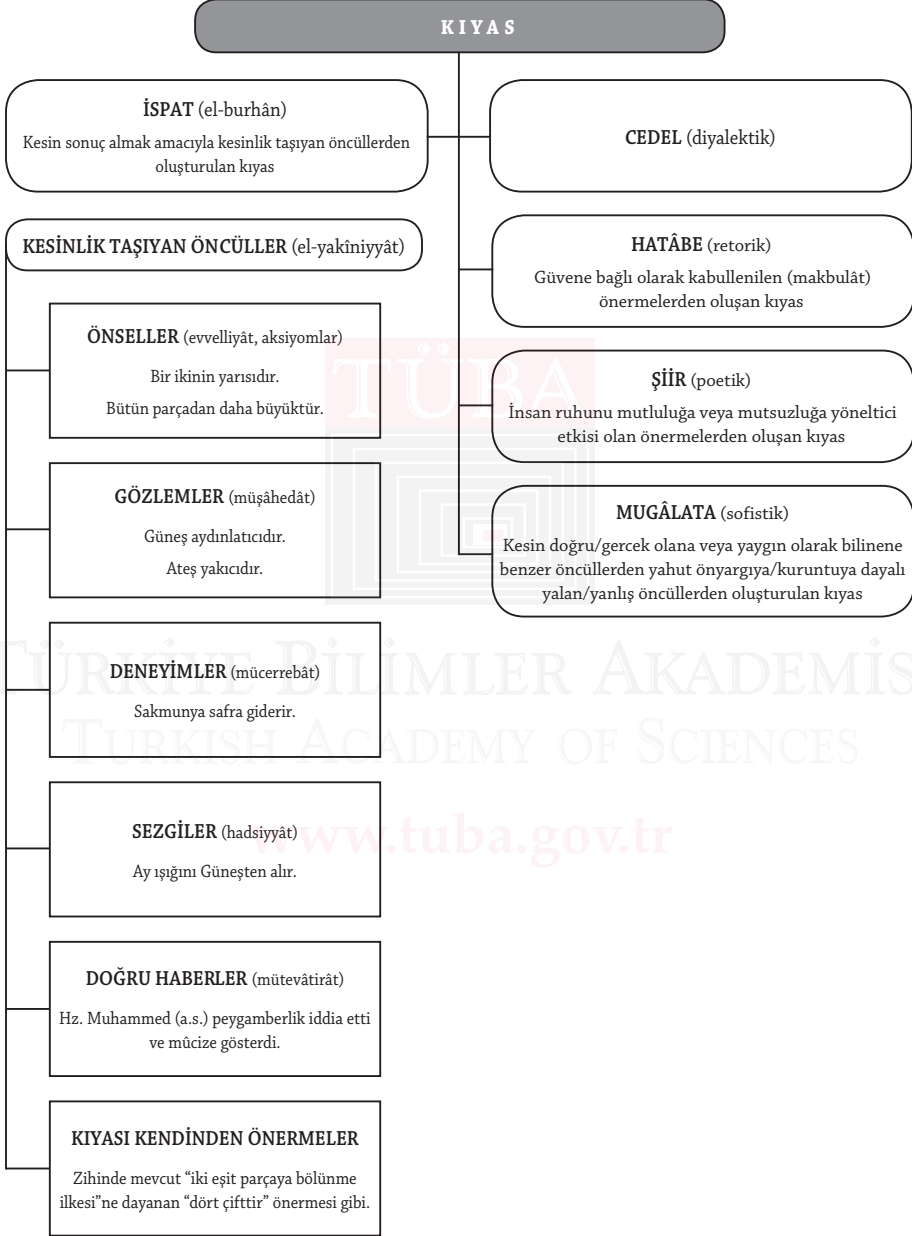 KIYAS
İSPAT (el-burhân)
Kesin sonuç almak amacıyla kesinlik taşıyan öncüllerden
oluşturulan kıyas
CEDEL (diyalektik)
KESİNLİK TAŞIYAN ÖNCÜLLER (el-yakîniyyât)
HATÂBE (retorik)
Güvene bağlı olarak kabullenilen (makbulât)
önermelerden oluşan kıyas
ÖNSELLER (evvelliyât, aksiyomlar)
Bir ikinin yarısıdır.
Bütün parçadan daha büyüktür.
ŞİİR (poetik)
İnsan ruhunu mutluluğa veya mutsuzluğa yöneltici
etkisi olan önermelerden oluşan kıyas
GÖZLEMLER (müşâhedât)
Güneş aydınlatıcıdır.
Ateş yakıcıdır.
MUGÂLATA (sofistik)
Kesin doğru/gercek olana veya yaygın olarak bilinene
benzer öncüllerden yahut önyargıya/kuruntuya dayalı
yalan/yanlış öncüllerden oluşturulan kıyas
DENEYİMLER (mücerrebât)
Sakmunya safra giderir.
SEZGİLER (hadsiyyât)
Ay ışığını Güneşten alır.
DOĞRU HABERLER (mütevâtirât)
Hz. Muhammed (a.s.) peygamberlik iddia etti
ve mûcize gösterdi.
KIYASI KENDİNDEN ÖNERMELER
Zihinde mevcut “iki eşit parçaya bölünme
ilkesi”ne dayanan “dört çifttir” önermesi gibi.
TÜBA
TÜRKİYE BİLİMLER AKADEMİS
TURKISH ACADEMY OF SCIENCES
www.tuba.gov.tr